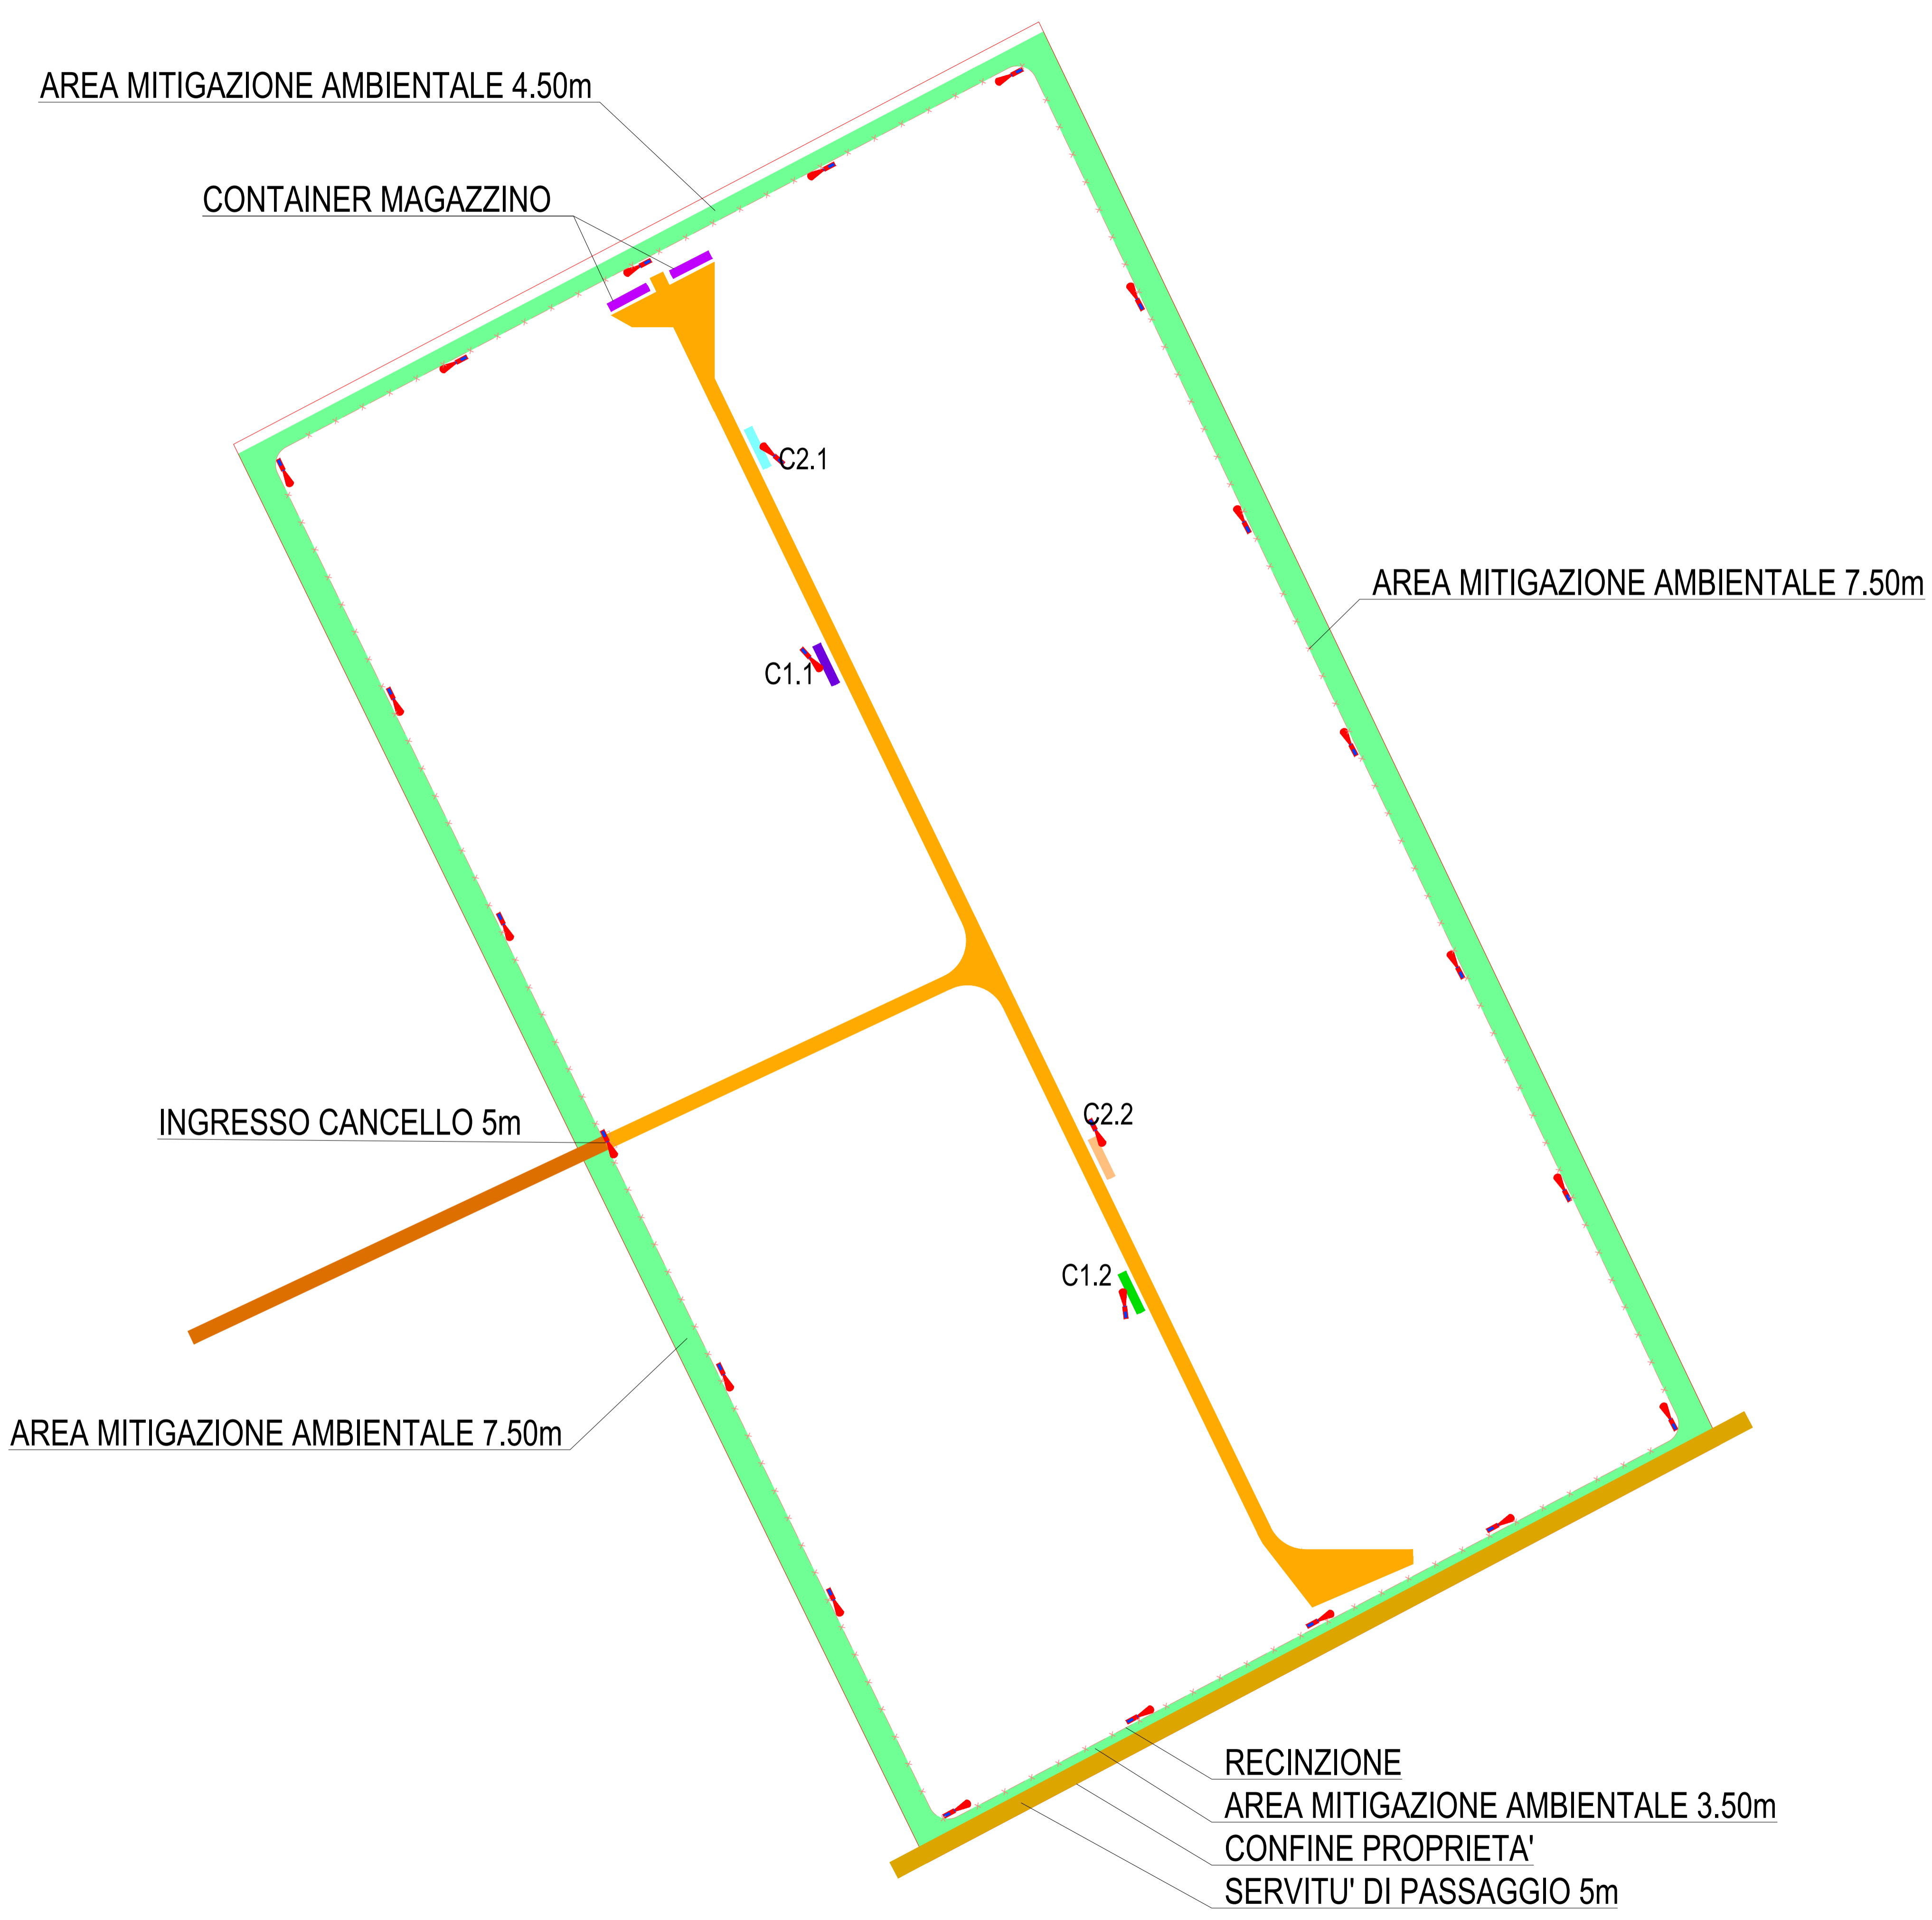 AREA MITIGAZIONE AMBIENTALE 4.50m
CONTAINER MAGAZZINO
C2.1
AREA MITIGAZIONE AMBIENTALE 7.50m
C1.1
INGRESSO CANCELLO 5m
C2.2
C1.2
AREA MITIGAZIONE AMBIENTALE 7.50m
RECINZIONE
AREA MITIGAZIONE AMBIENTALE 3.50m
CONFINE PROPRIETA'
SERVITU' DI PASSAGGIO 5m